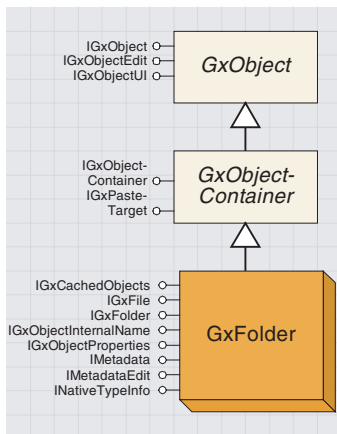 IGxObject
IGxObjectEdit
IGxObjectUI
GxObject
IGxObject-
Container
IGxPaste-
Target
GxObject-
Container
IGxCachedObjects
IGxFile
IGxFolder
IGxObjectInternalName
IGxObjectProperties
IMetadata
IMetadataEdit
INativeTypeInfo
GxFolder